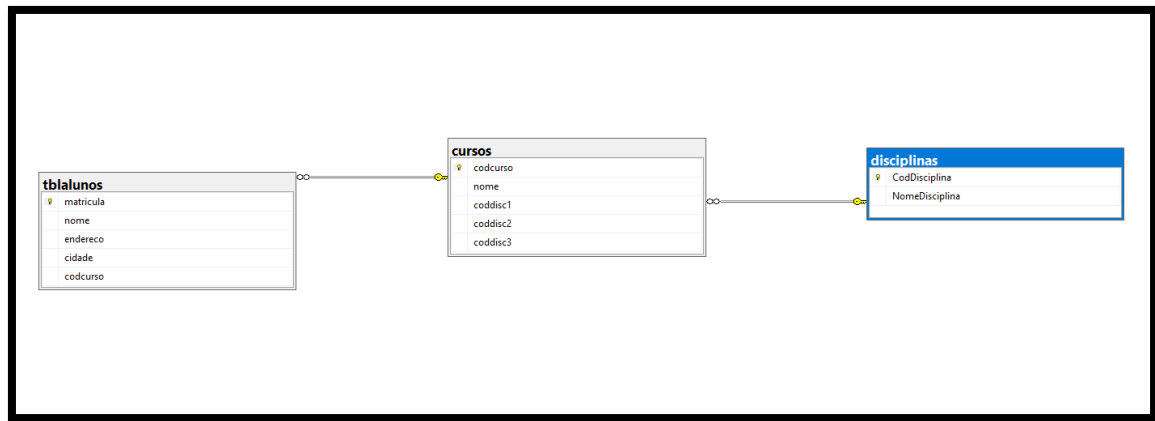 tblalunos
matricula
nome
endereco
cidade
codcurso
cursos
codcurso
nome
coddisc1
coddisc2
coddisc3
disciplinas
CodDisciplina
NomeDisciplina